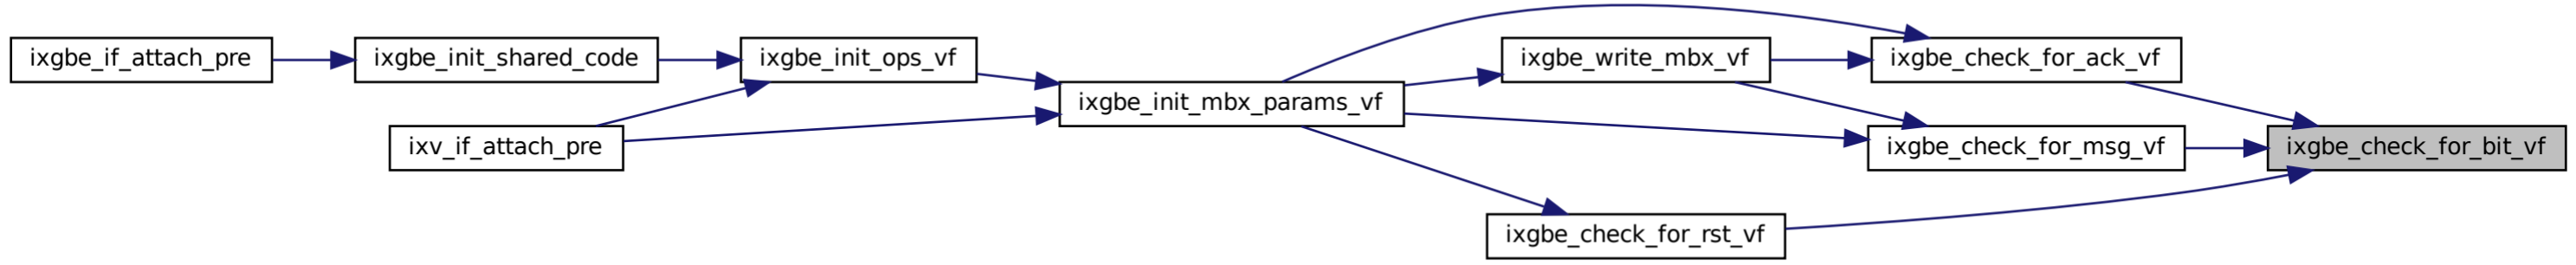 ixgbe_if_attach_pre
ixgbe_init_shared_code
ixgbe_init_ops_vf
ixv_if_attach_pre
ixgbe_init_mbx_params_vf
ixgbe_write_mbx_vf
ixgbe_check_for_ack_vf
ixgbe_check_for_msg_vf
ixgbe_check_for_bit_vf
ixgbe_check_for_rst_vf